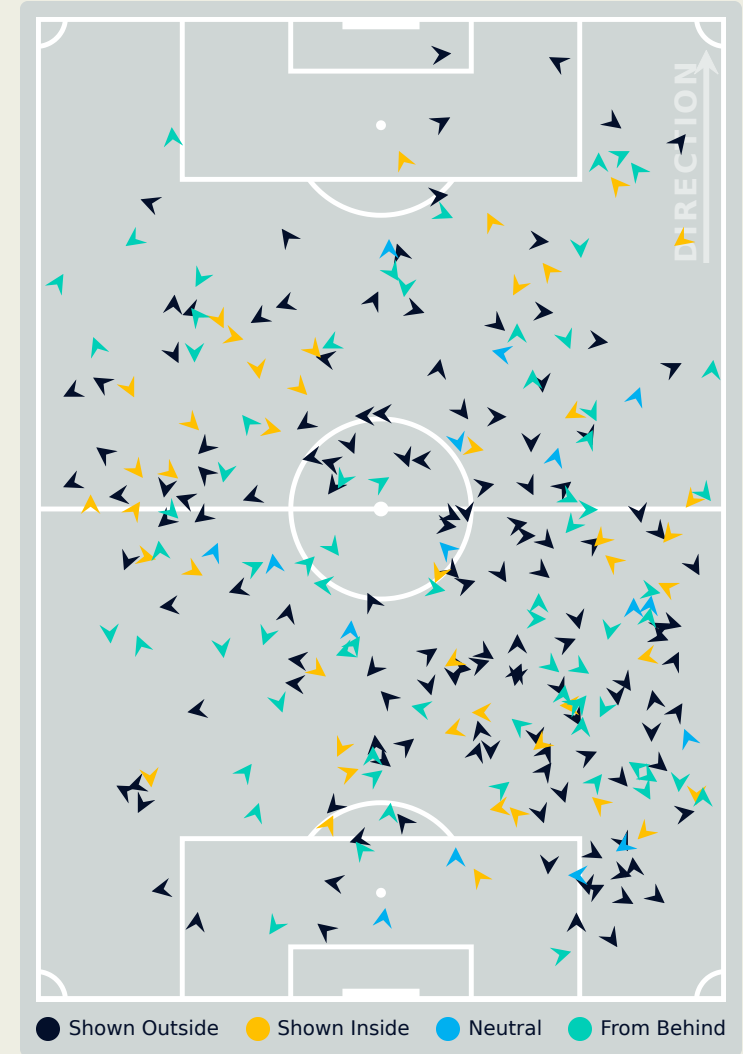 DIRECTION
Shown Outside
Shown Inside
Neutral
From Behind